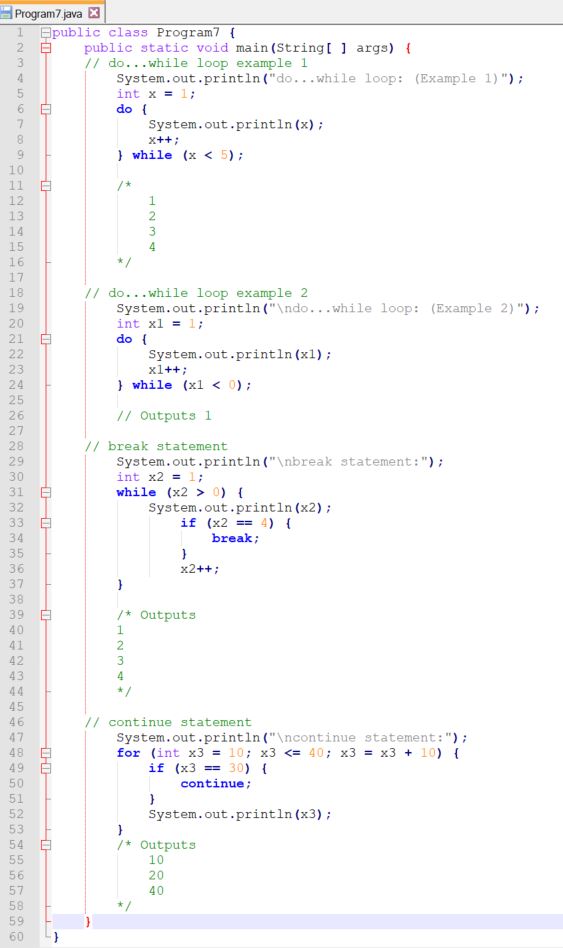 Program7.java
1 public class Program7 {
2     public static void main(String[ ] args) {
3     // do...while loop example 1
4         System.out.println("do...while loop: (Example 1)");
5         int x = 1;
6         do {
7             System.out.println(x);
8             x++;
9         } while (x < 5);
10
11         /*
12             1
13             2
14             3
15             4
16         */
17
18     // do...while loop example 2
19         System.out.println("\ndo...while loop: (Example 2)");
20         int x1 = 1;
21         do {
22             System.out.println(x1);
23             x1++;
24         } while (x1 < 0);
25
26         // Outputs 1
27
28     // break statement
29         System.out.println("\nbreak statement:");
30         int x2 = 1;
31         while (x2 > 0) {
32             System.out.println(x2);
33                 if (x2 == 4) {
34                     break;
35                 }
36                 x2++;
37         }
38
39         /* Outputs
40         1
41         2
42         3
43         4
44         */
45
46     // continue statement
47         System.out.println("\ncontinue statement:");
48         for (int x3 = 10; x3 <= 40; x3 = x3 + 10) {
49             if (x3 == 30) {
50                 continue;
51             }
52             System.out.println(x3);
53         }
54         /* Outputs
55             10
56             20
57             40
58         */
59     }
60 }